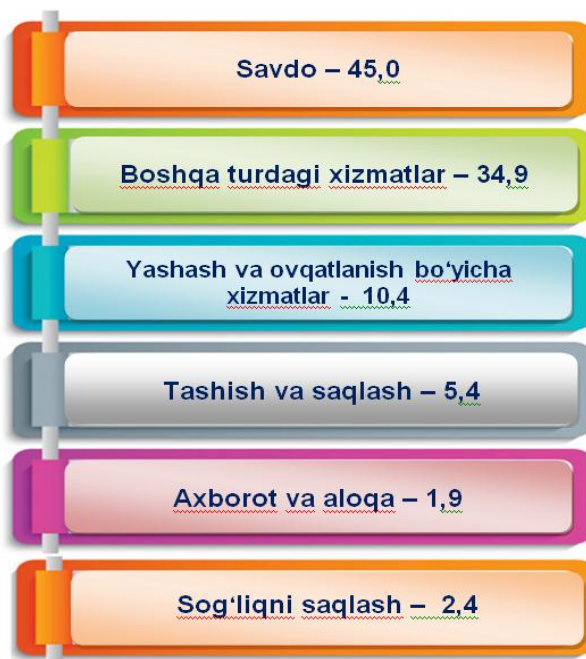 Savdo – 45,0
Boshqa turdagi xizmatlar – 34,9
Yashash va ovqatlanish bo‘yicha
xizmatlar - 10,4
Tashish va saqlash – 5,4
Axborot va aloqa – 1,9
Sog‘liqni saqlash – 2,4